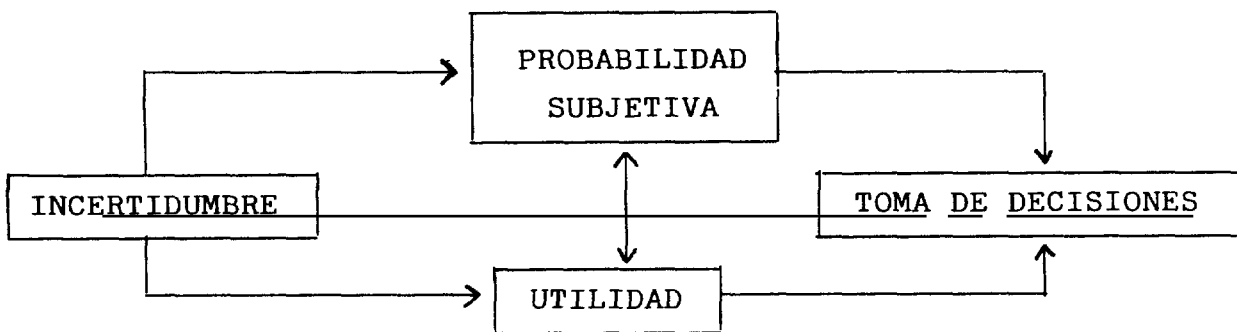 PROBABILIDAD
SUBJETIVA
INCERTIDUMBRE
TOMA DE DECISIONES
UTILIDAD